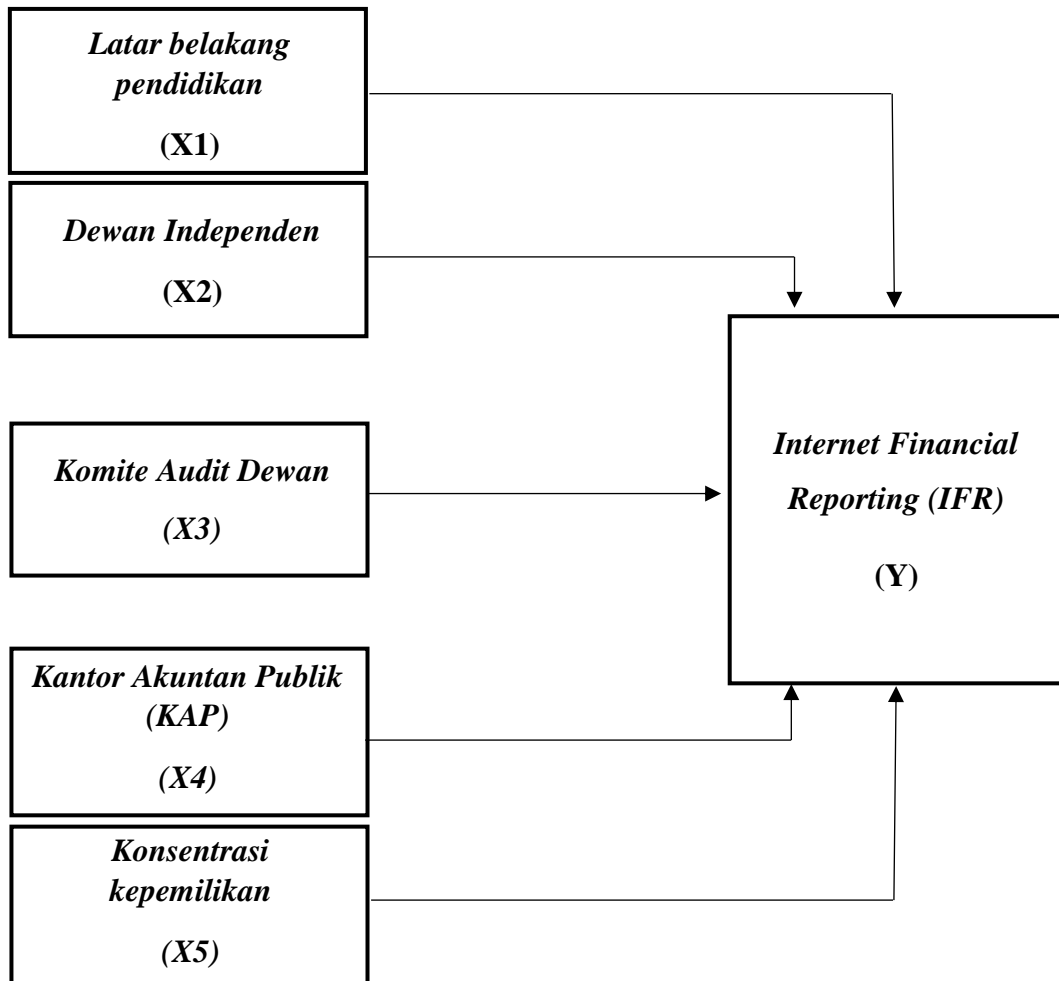 Latar belakang
pendidikan
(X1)
Dewan Independen
(X2)
Komite Audit Dewan
(X3)
Kantor Akuntan Publik
(KAP)
(X4)
Konsentrasi
kepemilikan
(X5)
Internet Financial
Reporting (IFR)
(Y)